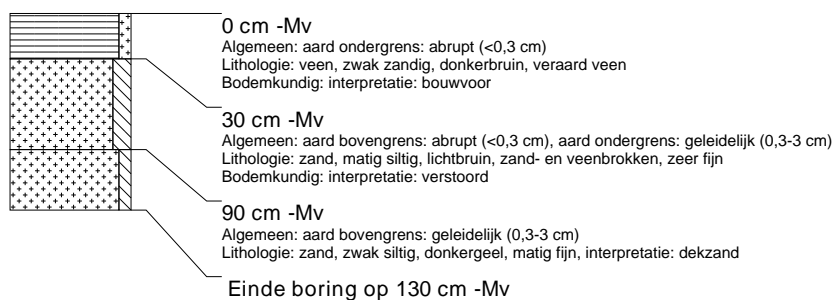 0 cm -Mv
Algemeen: aard ondergrens: abrupt (<0,3 cm)
Lithologie: veen, zwak zandig, donkerbruin, veraard veen
Bodemkundig: interpretatie: bouwvoor
30 cm -Mv
Algemeen: aard bovengrens: abrupt (<0,3 cm), aard ondergrens: geleidelijk (0,3-3 cm)
Lithologie: zand, matig siltig, lichtbruin, zand- en veenbrokken, zeer fijn
Bodemkundig: interpretatie: verstoord
90 cm -Mv
Algemeen: aard bovengrens: geleidelijk (0,3-3 cm)
Lithologie: zand, zwak siltig, donkergeel, matig fijn, interpretatie: dekzand
Einde boring op 130 cm -Mv